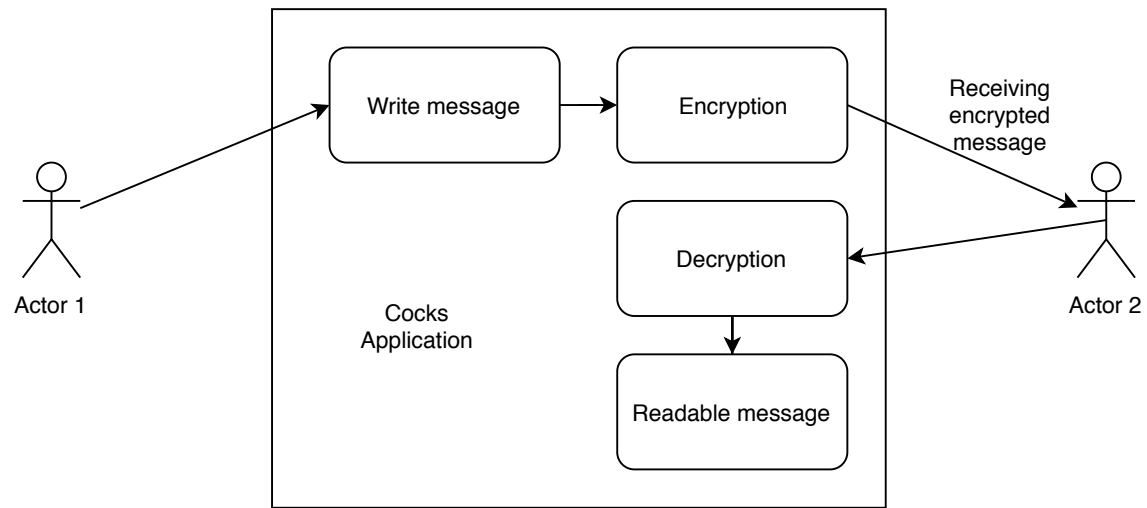 Write message
Encryption
Receiving
encrypted
message
Decryption
Actor 1
Actor 2
Cocks
Application
Readable message